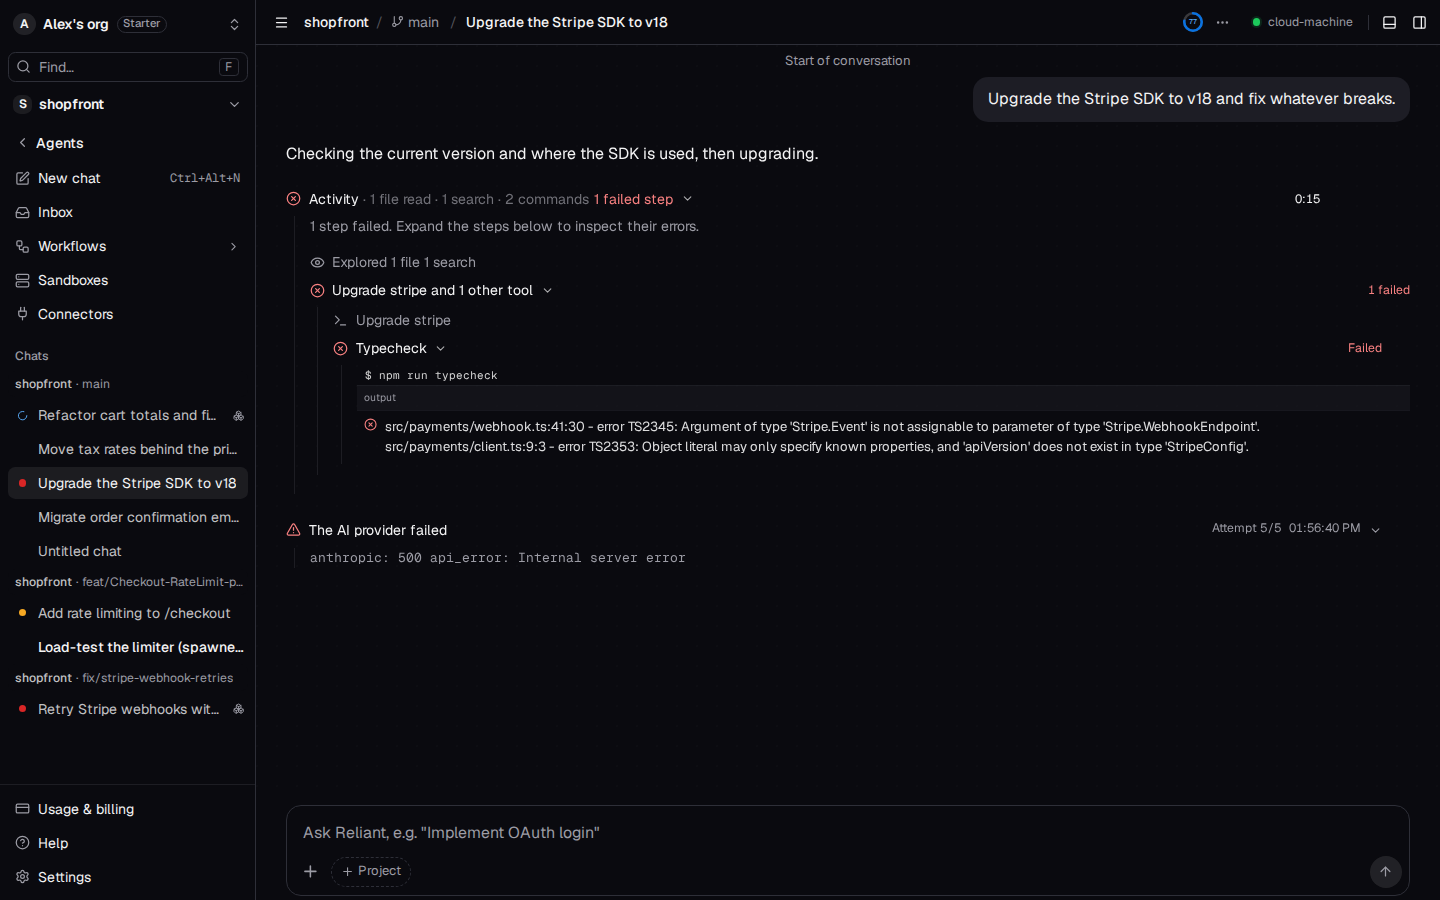 A Alex's org Starter
Find... F
S shopfront
Agents
New chat Ctrl+Alt+N
Inbox
Workflows
Sandboxes
Connectors
Chats
shopfront · main
Refactor cart totals and fi...
Move tax rates behind the pri...
Upgrade the Stripe SDK to v18
Migrate order confirmation em...
Untitled chat
shopfront · feat/Checkout-RateLimit-p...
Add rate limiting to /checkout
Load-test the limiter (spawne...
shopfront · fix/stripe-webhook-retries
Retry Stripe webhooks wit...
Usage & billing
Help
Settings
shopfront / main / Upgrade the Stripe SDK to v18
77 ··· cloud-machine
Start of conversation
Upgrade the Stripe SDK to v18 and fix whatever breaks.
Checking the current version and where the SDK is used, then upgrading.
Activity · 1 file read · 1 search · 2 commands 1 failed step 0:15
1 step failed. Expand the steps below to inspect their errors.
Explored 1 file 1 search
Upgrade stripe and 1 other tool 1 failed
Upgrade stripe
Typecheck Failed
$ npm run typecheck
output
src/payments/webhook.ts:41:30 - error TS2345: Argument of type 'Stripe.Event' is not assignable to parameter of type 'Stripe.WebhookEndpoint'.
src/payments/client.ts:9:3 - error TS2353: Object literal may only specify known properties, and 'apiVersion' does not exist in type 'StripeConfig'.
The AI provider failed Attempt 5/5 01:56:40 PM
anthropic: 500 api_error: Internal server error
Ask Reliant, e.g. "Implement OAuth login"
+ + Project